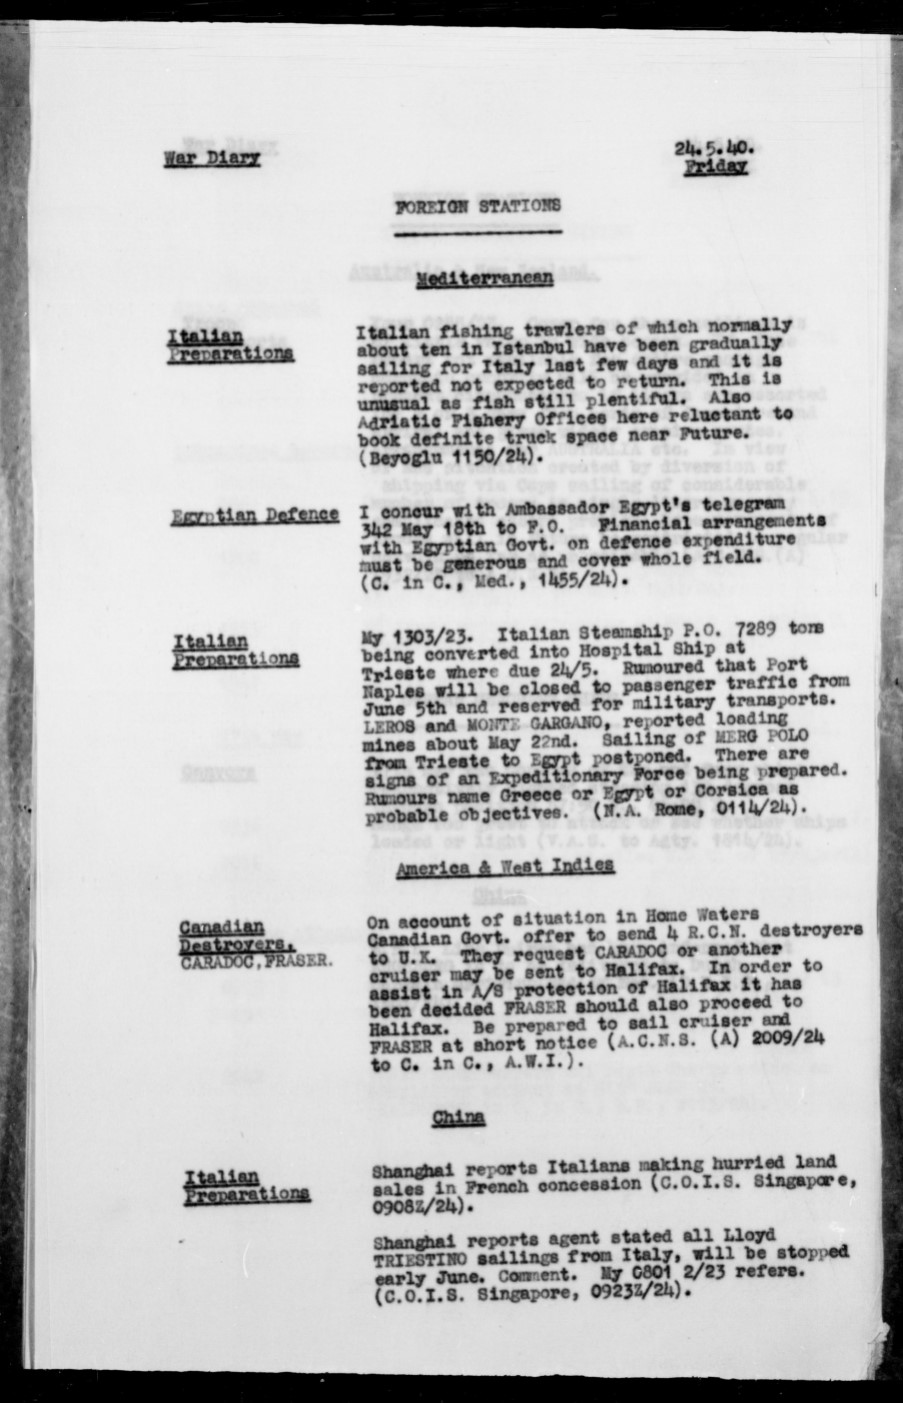 War Diary
24.5.40.
Friday
FOREIGN STATIONS
Mediterranean
Italian
Preparations
Italian fishing trawlers of which normally
about ten in Istanbul have been gradually
sailing for Italy last few days and it is
reported not expected to return. This is
unusual as fish still plentiful. Also
Adriatic Fishery Offices here reluctant to
book definite truck space near Future.
(Beyoglu 1150/24).
Egyptian Defence
I concur with Ambassador Egypt's telegram
342 May 18th to F.O. Financial arrangements
with Egyptian Govt. on defence expenditure
must be generous and cover whole field.
(C. in C., Med., 1455/24).
Italian
Preparations
My 1303/23. Italian Steamship P.O. 7289 tons
being converted into Hospital Ship at
Trieste where due 24/5. Rumoured that Port
Naples will be closed to passenger traffic from
June 5th and reserved for military transports.
LEROS and MONTE GARGANO, reported loading
mines about May 22nd. Sailing of MERG POLO
from Trieste to Egypt postponed. There are
signs of an Expeditionary Force being prepared.
Rumours name Greece or Egypt or Corsica as
probable objectives. (N.A. Rome, 0114/24).
America & West Indies
Canadian
Destroyers.
CARADOC, FRASER.
On account of situation in Home Waters
Canadian Govt. offer to send 4 R.C.N. destroyers
to U.K. They request CARADOC or another
cruiser may be sent to Halifax. In order to
assist in A/S protection of Halifax it has
been decided FRASER should also proceed to
Halifax. Be prepared to sail cruiser and
FRASER at short notice (A.C.N.S. (A) 2009/24
to C. in C., A.W.I.).
China
Italian
Preparations
Shanghai reports Italians making hurried land
sales in French concession (C.O.I.S. Singapore,
0908Z/24).
Shanghai reports agent stated all Lloyd
TRIESTINO sailings from Italy, will be stopped
early June. Comment. My 0801 2/23 refers.
(C.O.I.S. Singapore, 0923Z/24).